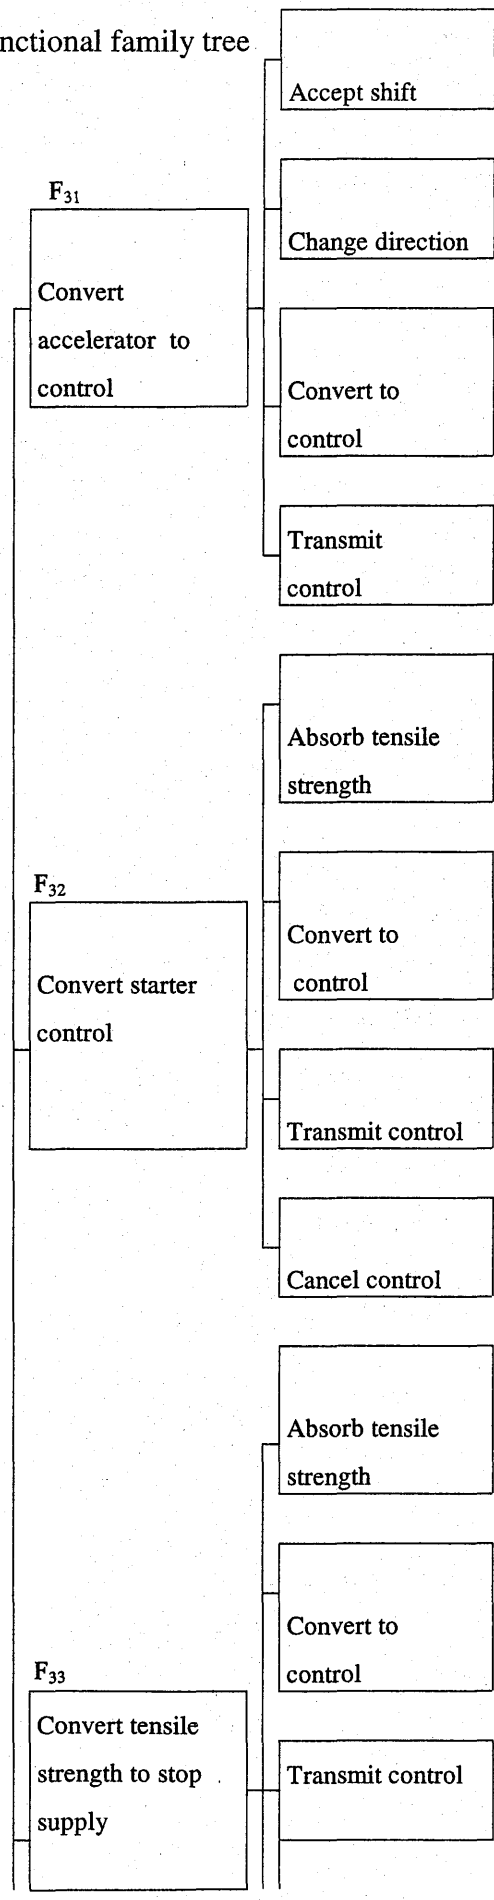 nctional family tree
Accept shift
F31
Change direction
Convert
accelerator to
control
Convert to
control
Transmit
control
Absorb tensile
strength
F32
Convert to
control
Convert starter
control
Transmit control
Cancel control
Absorb tensile
strength
Convert to
control
F33
Convert tensile
strength to stop
supply
Transmit control